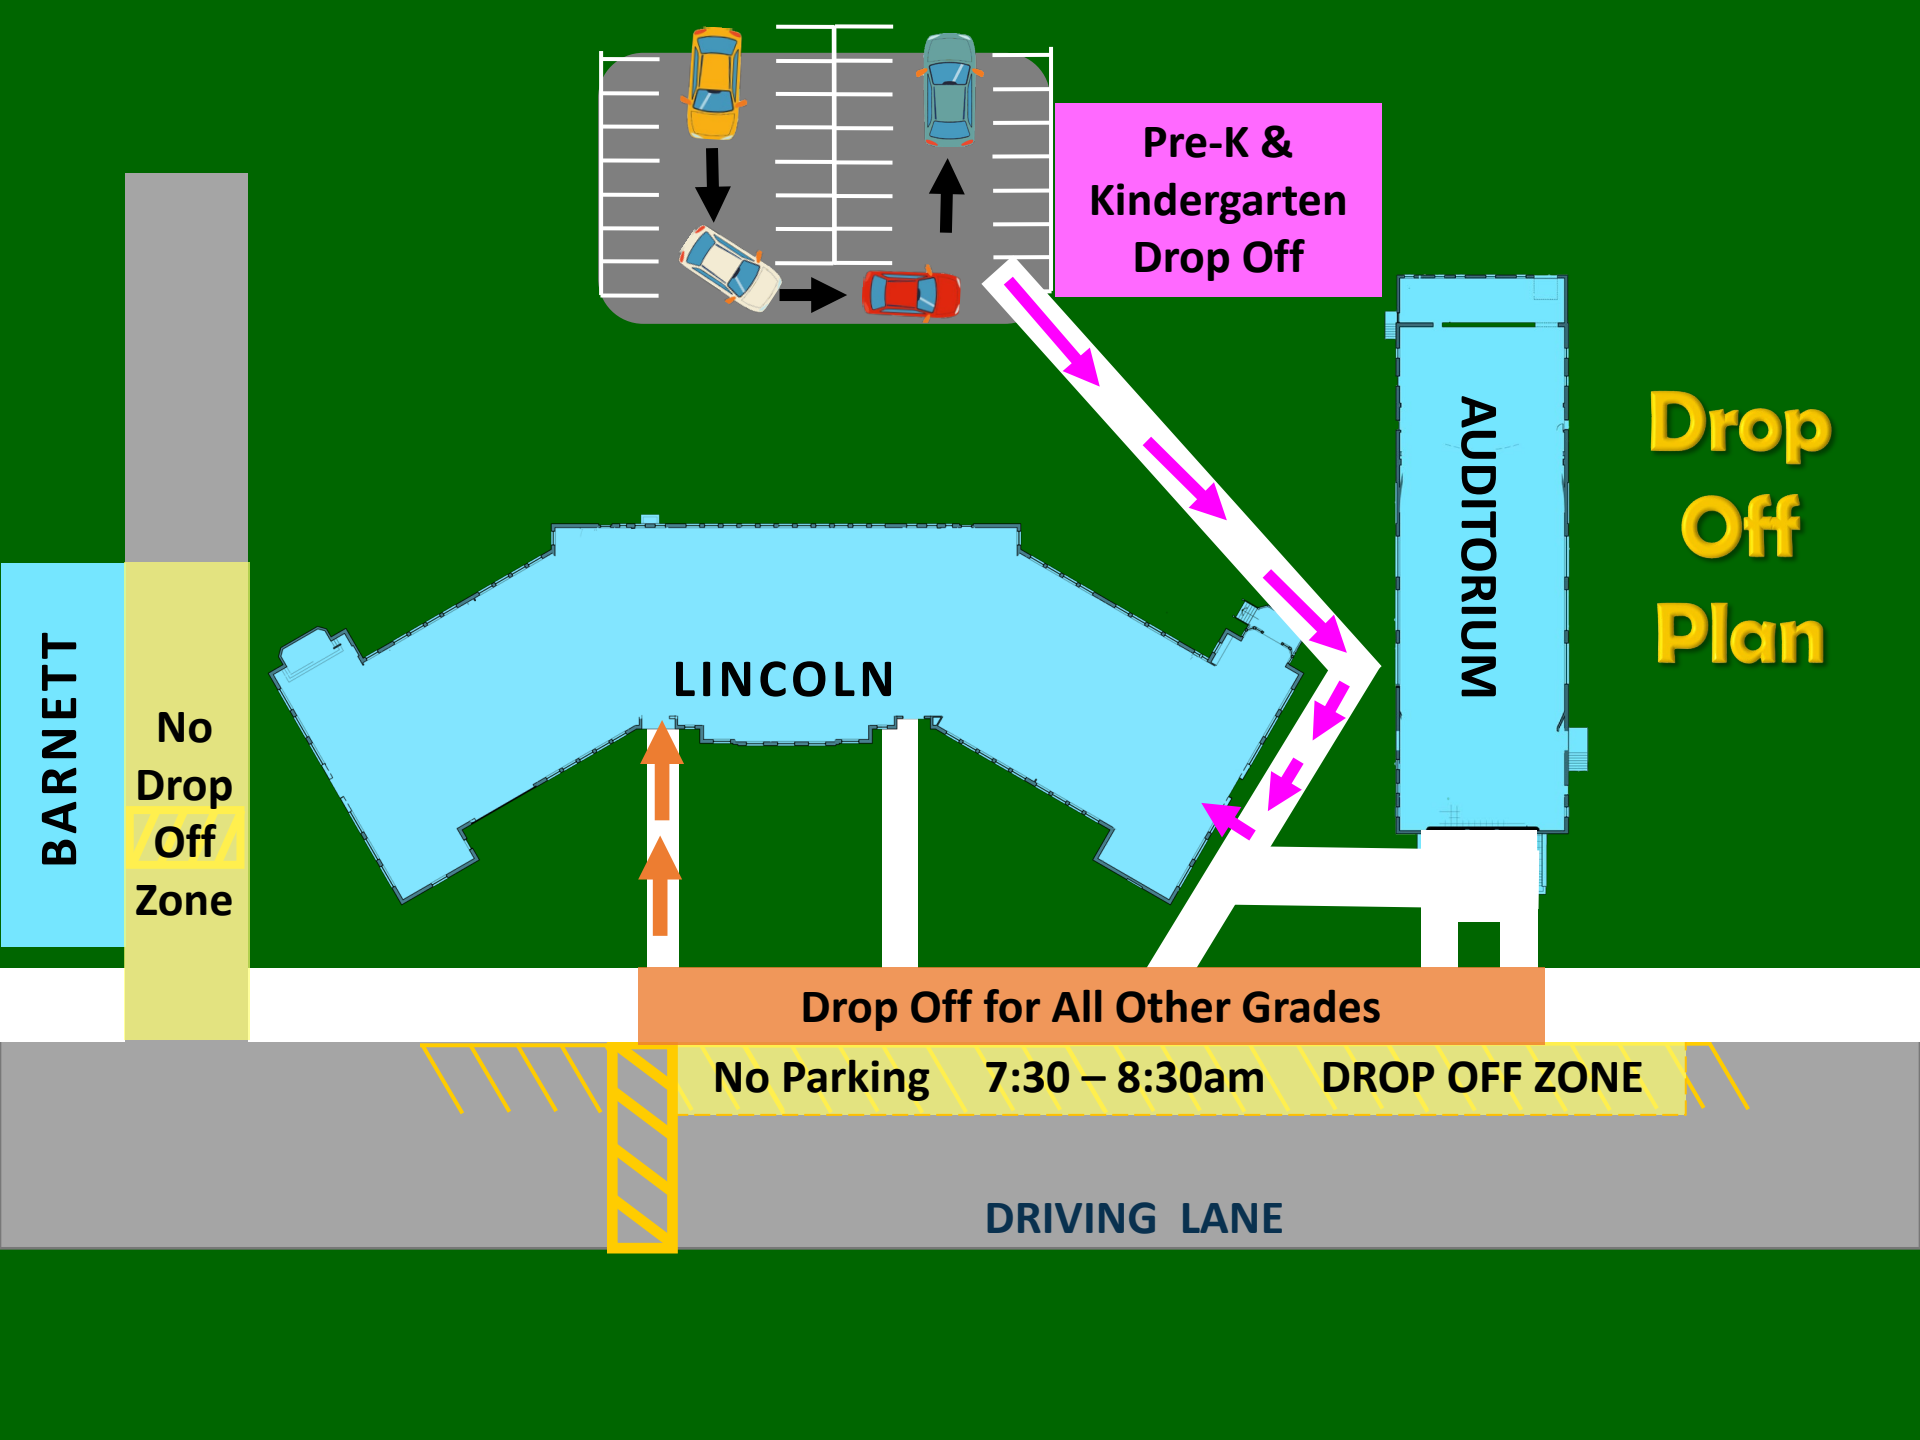 Pre-K &
Kindergarten
Drop Off
Drop
Off
Plan
AUDITORIUM
LINCOLN
BARNETT
No
Drop
Off
Zone
Drop Off for All Other Grades
No Parking 7:30 – 8:30am DROP OFF ZONE
DRIVING LANE